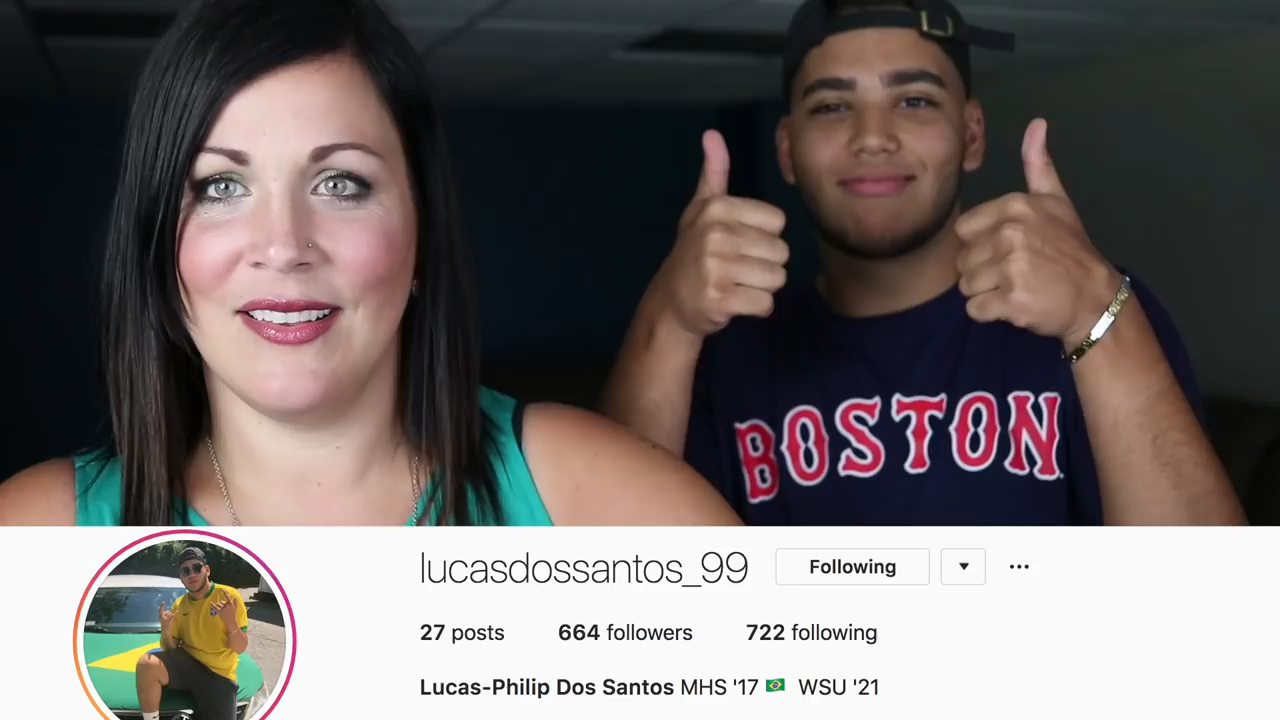 BOSTON
lucasdossantos_99 Following
27 posts 664 followers 722 following
Lucas-Philip Dos Santos MHS '17 🇧🇷 WSU '21